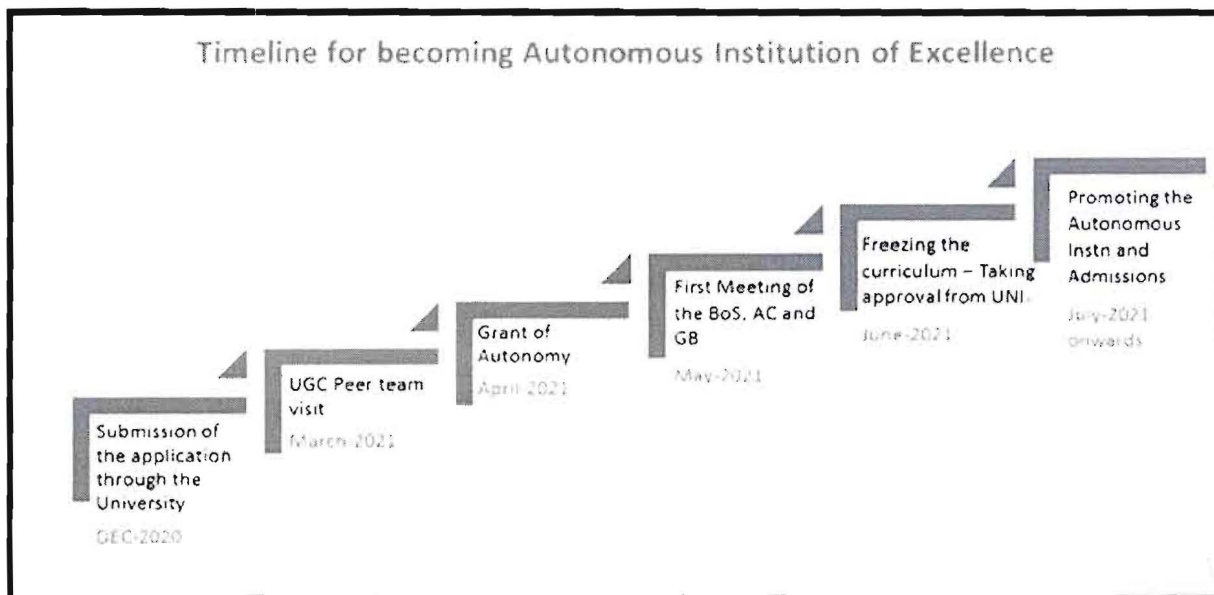 Timeline for becoming Autonomous Institution of Excellence
Submission of
the application
through the
University
DEC-2020
UGC Peer team
visit
March-2021
Grant of
Autonomy
April-2021
First Meeting of
the BoS, AC and
GB
May-2021
Freezing the
curriculum – Taking
approval from UNI-
June-2021
Promoting the
Autonomous
Instn and
Admissions
July-2021
onwards